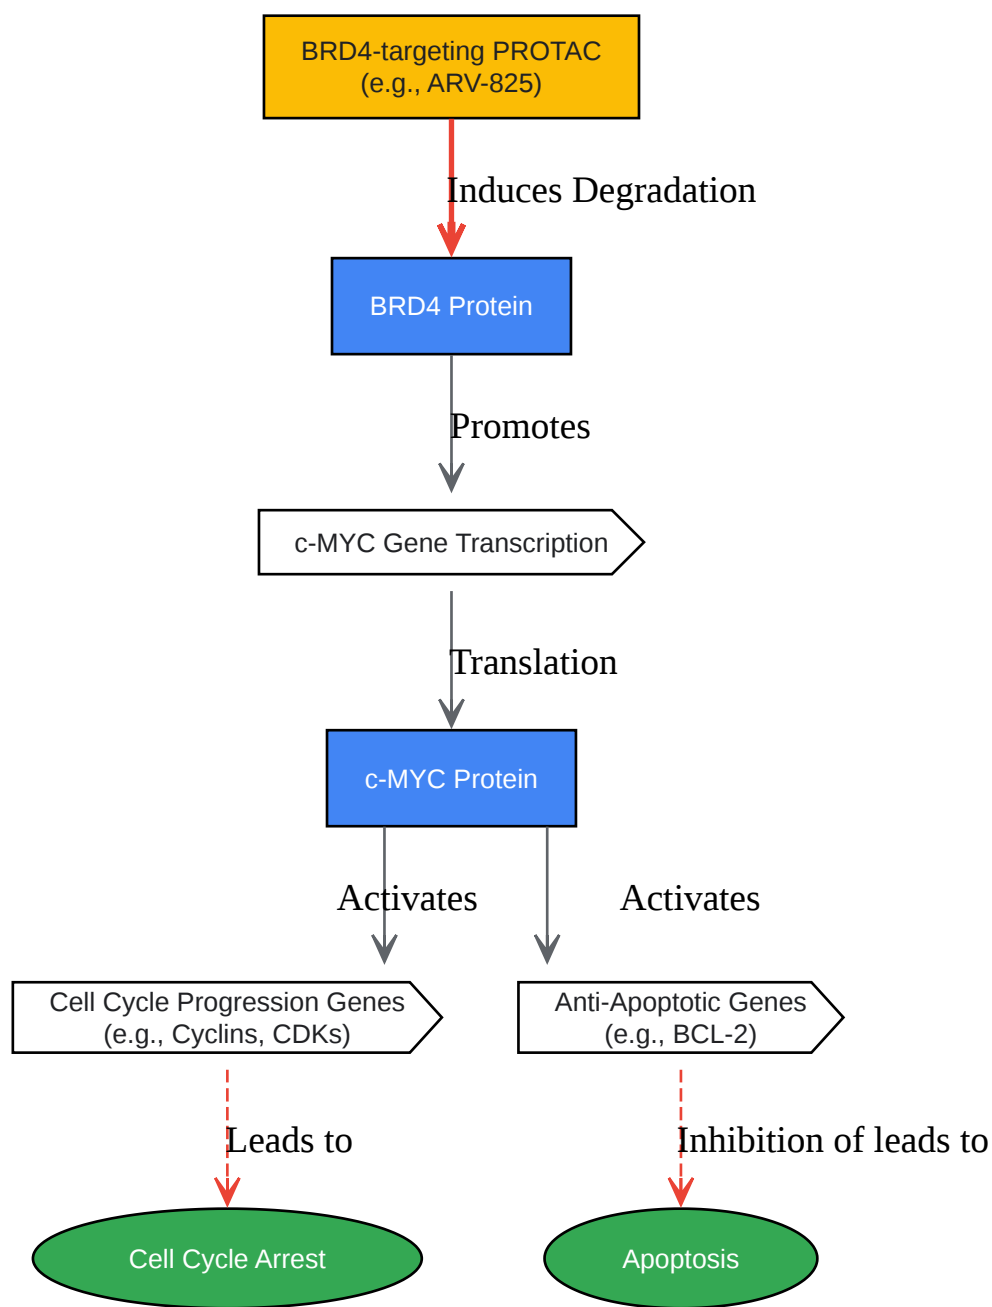 BRD4-targeting PROTAC
(e.g., ARV-825)
Induces Degradation
BRD4 Protein
Promotes
c-MYC Gene Transcription
Translation
c-MYC Protein
Activates
Activates
Cell Cycle Progression Genes
(e.g., Cyclins, CDKs)
Anti-Apoptotic Genes
(e.g., BCL-2)
Leads to
Inhibition of leads to
Cell Cycle Arrest
Apoptosis